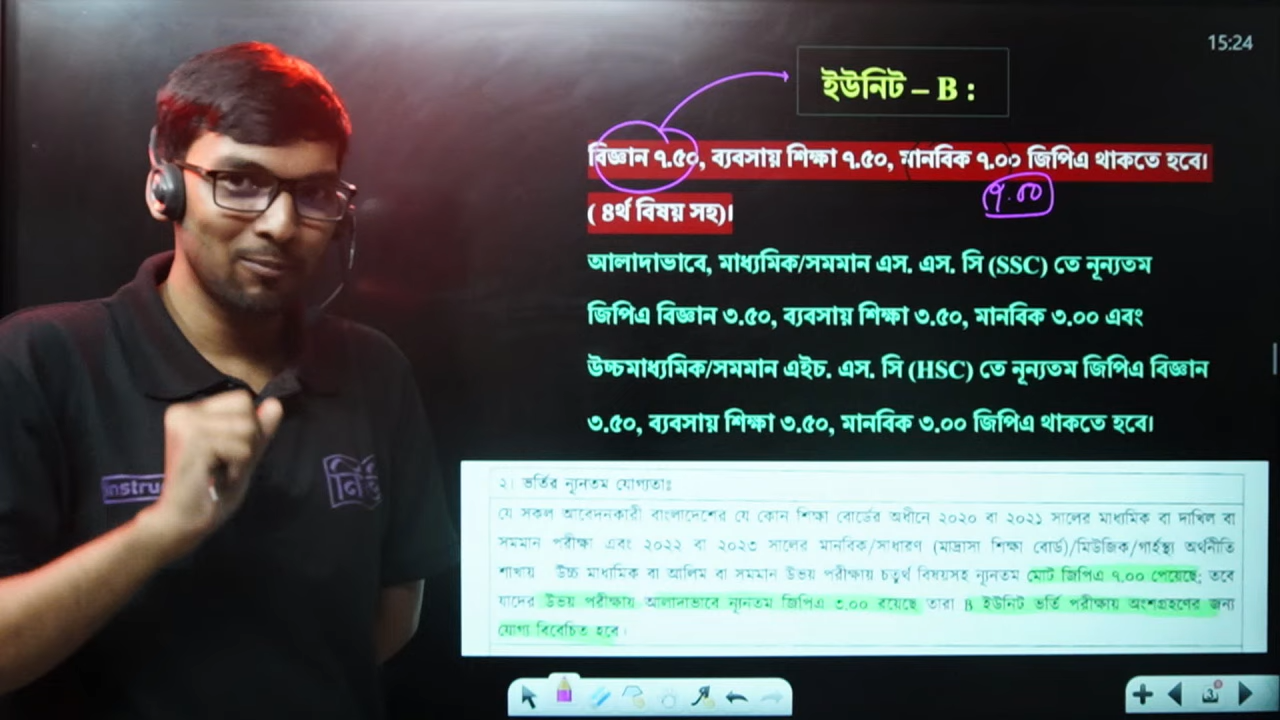 15:24
ইউনিট – B :
বিজ্ঞান ৭.৫০, ব্যবসায় শিক্ষা ৭.৫০, মানবিক ৭.০০ জিপিএ থাকতে হবে।
৭.০০
( ৪র্থ বিষয় সহ)।
আলাদাভাবে, মাধ্যমিক/সমমান এস. এস. সি (SSC) তে নূন্যতম
জিপিএ বিজ্ঞান ৩.৫০, ব্যবসায় শিক্ষা ৩.৫০, মানবিক ৩.০০ এবং
উচ্চমাধ্যমিক/সমমান এইচ. এস. সি (HSC) তে নূন্যতম জিপিএ বিজ্ঞান
৩.৫০, ব্যবসায় শিক্ষা ৩.৫০, মানবিক ৩.০০ জিপিএ থাকতে হবে।
২। ভর্তির ন্যূনতম যোগ্যতাঃ
যে সকল আবেদনকারী বাংলাদেশের যে কোন শিক্ষা বোর্ডের অধীনে ২০২০ বা ২০২১ সালের মাধ্যমিক বা দাখিল বা
সমমান পরীক্ষা এবং ২০২২ বা ২০২৩ সালের মানবিক/সাধারণ (মাদ্রাসা শিক্ষা বোর্ড)/মিউজিক/গার্হস্থ্য অর্থনীতি
শাখায় উচ্চ মাধ্যমিক বা আলিম বা সমমান উভয় পরীক্ষায় চতুর্থ বিষয়সহ ন্যূনতম মোট জিপিএ ৭.০০ পেয়েছে; তবে
যাদের উভয় পরীক্ষায় আলাদাভাবে ন্যূনতম জিপিএ ৩.০০ রয়েছে তারা B ইউনিট ভর্তি পরীক্ষায় অংশগ্রহণের জন্য
যোগ্য বিবেচিত হবে।